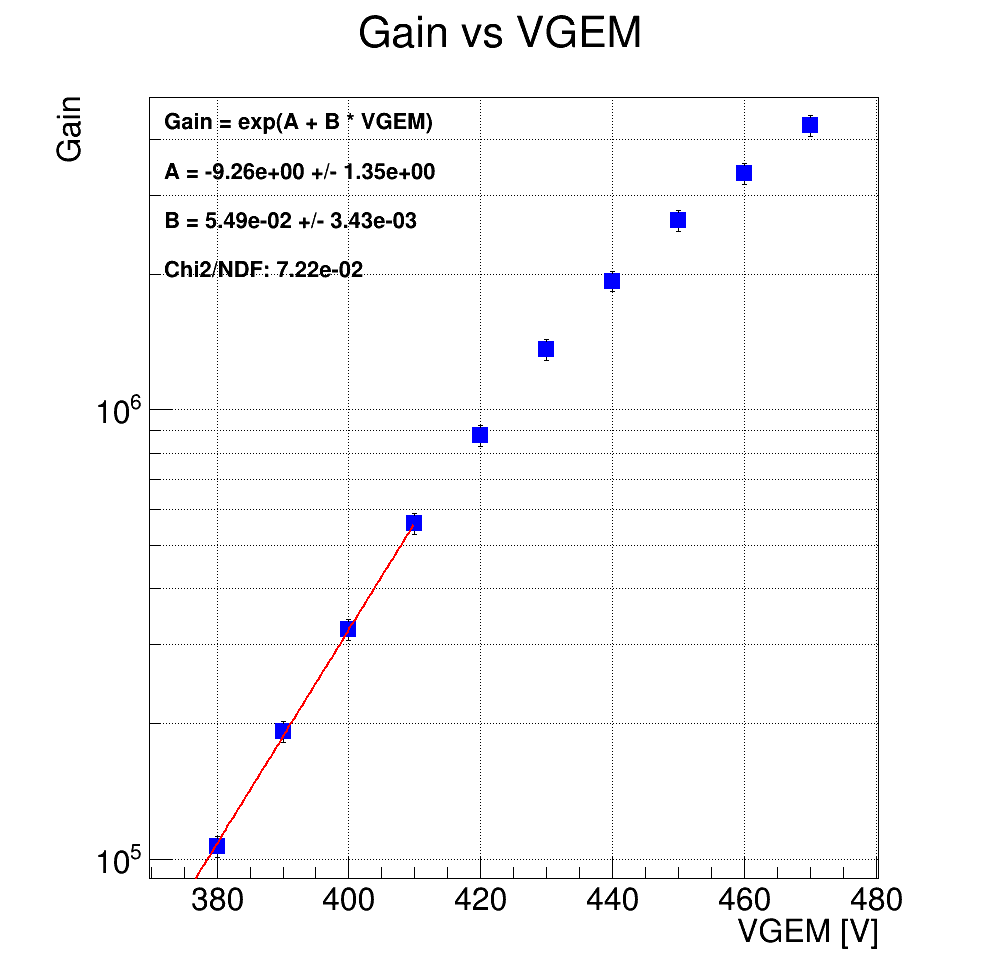 Gain vs VGEM
Gain
Gain = exp(A + B * VGEM)
A = -9.26e+00 +/- 1.35e+00
B = 5.49e-02 +/- 3.43e-03
Chi2/NDF: 7.22e-02
10^6
10^5
380 400 420 440 460 480
VGEM [V]